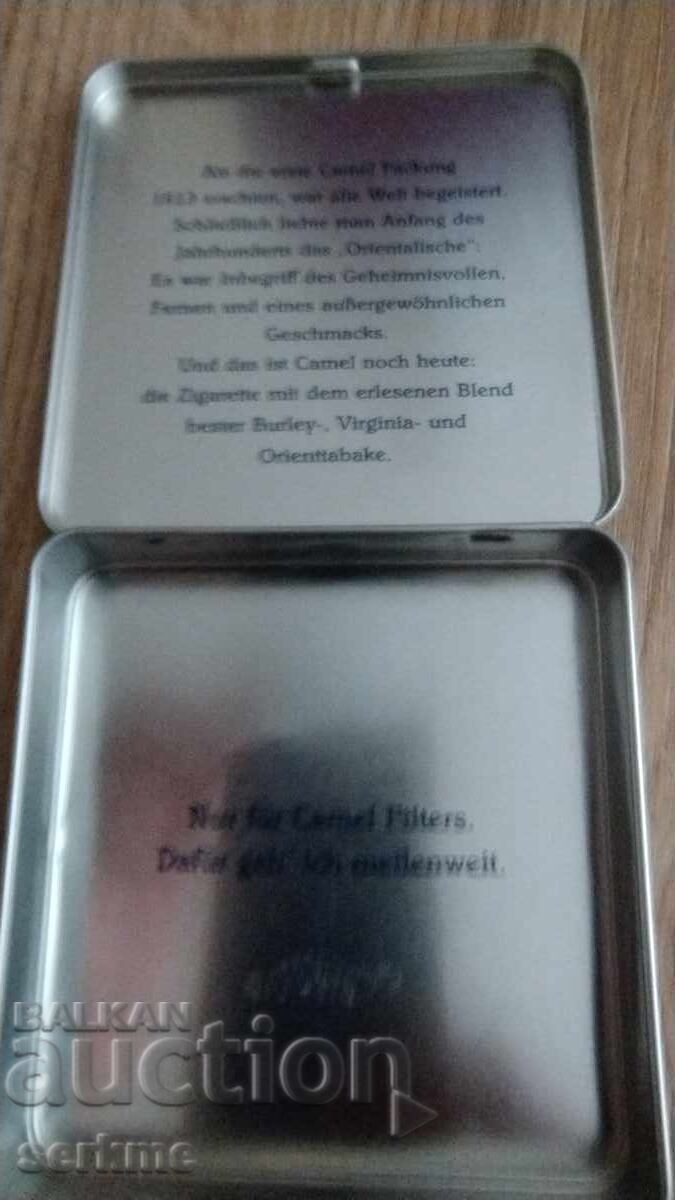 Als die erste Camel Packung
1913 erschien, war alle Welt begeistert.
Schließlich liebte man Anfang des
Jahrhunderts das „Orientalische“:
Es war Inbegriff des Geheimnisvollen,
Fernen und eines außergewöhnlichen
Geschmacks.
Und das ist Camel noch heute:
die Zigarette mit dem erlesenen Blend
bester Burley-, Virginia- und
Orienttabake.
Nur für Camel Filters.
Dafür geh' ich meilenweit.
BALKAN
auction
serkme